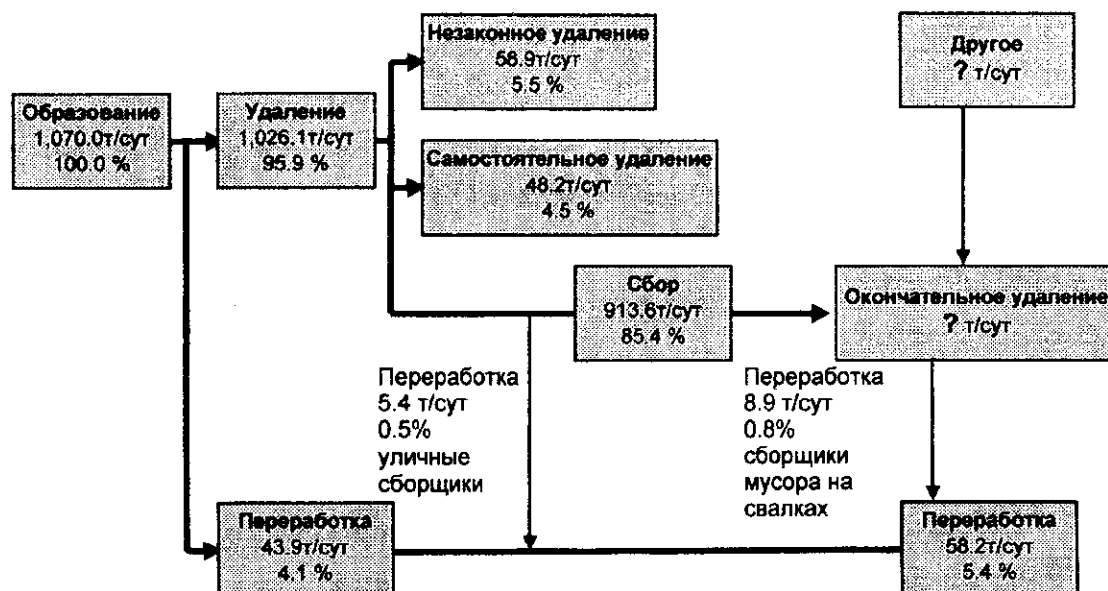 Незаконное удаление
58.9т/сут
5.5 %
Другое
? т/сут
Образование
1,070.0т/сут
100.0 %
Удаление
1,026.1т/сут
95.9 %
Самостоятельное удаление
48.2т/сут
4.5 %
Сбор
913.6т/сут
85.4 %
Окончательное удаление
? т/сут
Переработка
5.4 т/сут
0.5%
уличные
сборщики
Переработка
8.9 т/сут
0.8%
сборщики
мусора на
свалках
Переработка
43.9т/сут
4.1 %
Переработка
58.2т/сут
5.4 %